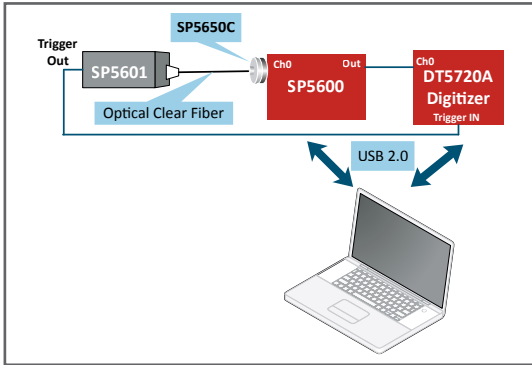 SP5650C
Trigger
Out
SP5601
Optical Clear Fiber
Ch0
Out
SP5600
Ch0
DT5720A
Digitizer
Trigger IN
USB 2.0